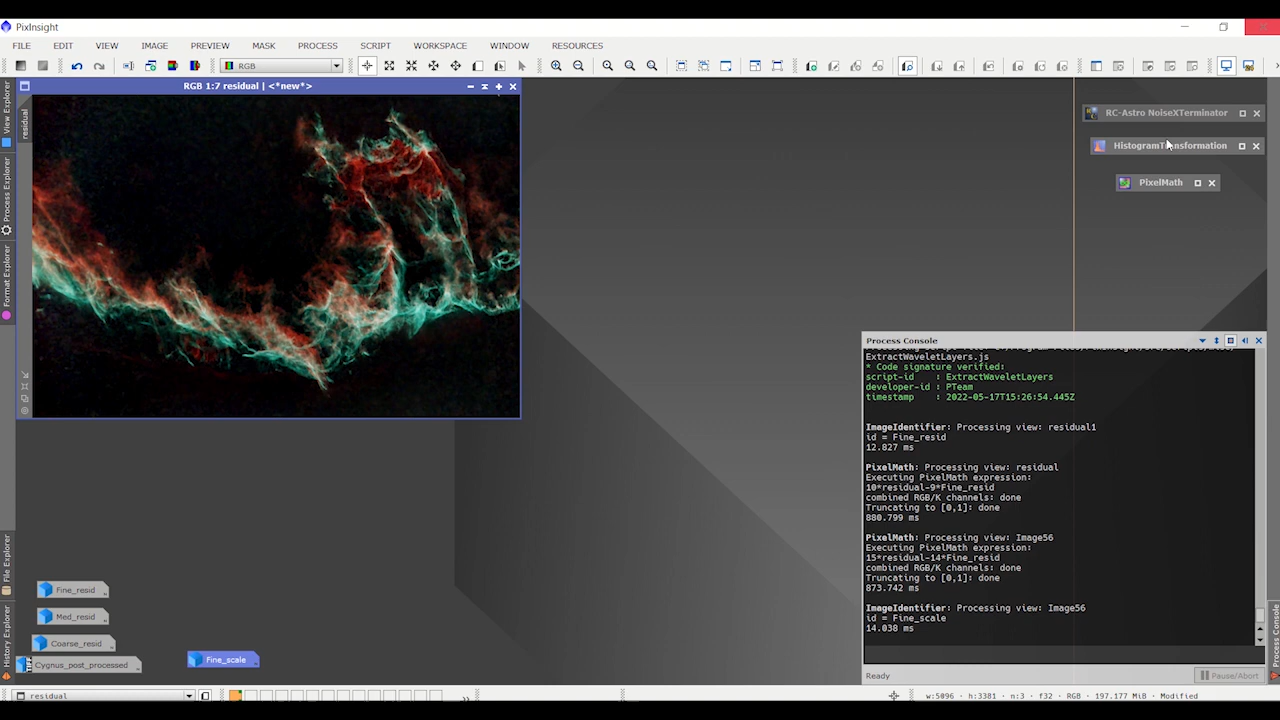 PixInsight
FILE EDIT VIEW IMAGE PREVIEW MASK PROCESS SCRIPT WORKSPACE WINDOW RESOURCES
RGB
View Explorer
Process Explorer
Format Explorer
File Explorer
History Explorer
RGB 1:7 residual | <*new*>
residual
RC-Astro NoiseXTerminator
HistogramTransformation
PixelMath
Process Console
ExtractWaveletLayers.js
* Code signature verified:
script-id : ExtractWaveletLayers
developer-id : PTeam
timestamp : 2022-05-17T15:26:54.445Z
ImageIdentifier: Processing view: residual1
id = Fine_resid
12.827 ms
PixelMath: Processing view: residual
Executing PixelMath expression:
10*residual-9*Fine_resid
combined RGB/K channels: done
Truncating to [0,1]: done
880.799 ms
PixelMath: Processing view: Image56
Executing PixelMath expression:
15*residual-14*Fine_resid
combined RGB/K channels: done
Truncating to [0,1]: done
873.742 ms
ImageIdentifier: Processing view: Image56
id = Fine_scale
14.038 ms
Ready
Pause/Abort
Process Console
Fine_resid
Med_resid
Coarse_resid
Cygnus_post_processed
Fine_scale
residual
w:5096 · h:3381 · n:3 · f32 · RGB · 197.177 MiB · Modified